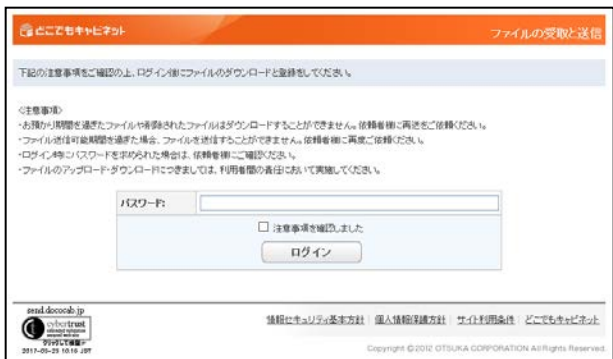 どこでもキャビネット
ファイルの受取と送信
下記の注意事項をご確認の上、ログイン後にファイルのダウンロードと登録をしてください。
<注意事項>
・お預かり期間を過ぎたファイルや削除されたファイルはダウンロードすることができません。依頼者様に再送をご依頼ください。
・ファイル送信可能期間を過ぎた場合、ファイルを送信することができません。依頼者様に再度ご依頼ください。
・ログイン時にパスワードを求められた場合は、依頼者様にご確認ください。
・ファイルのアップロード・ダウンロードにつきましては、利用者間の責任において実施してください。
パスワード:
注意事項を確認しました
ログイン
send.dococab.jp
cybertrust
クリックして検証
2017-05-25 10:16 JST
情報セキュリティ基本方針 個人情報保護方針 サイト利用条件 どこでもキャビネット
Copyright ©2012 OTSUKA CORPORATION All Rights Reserved.